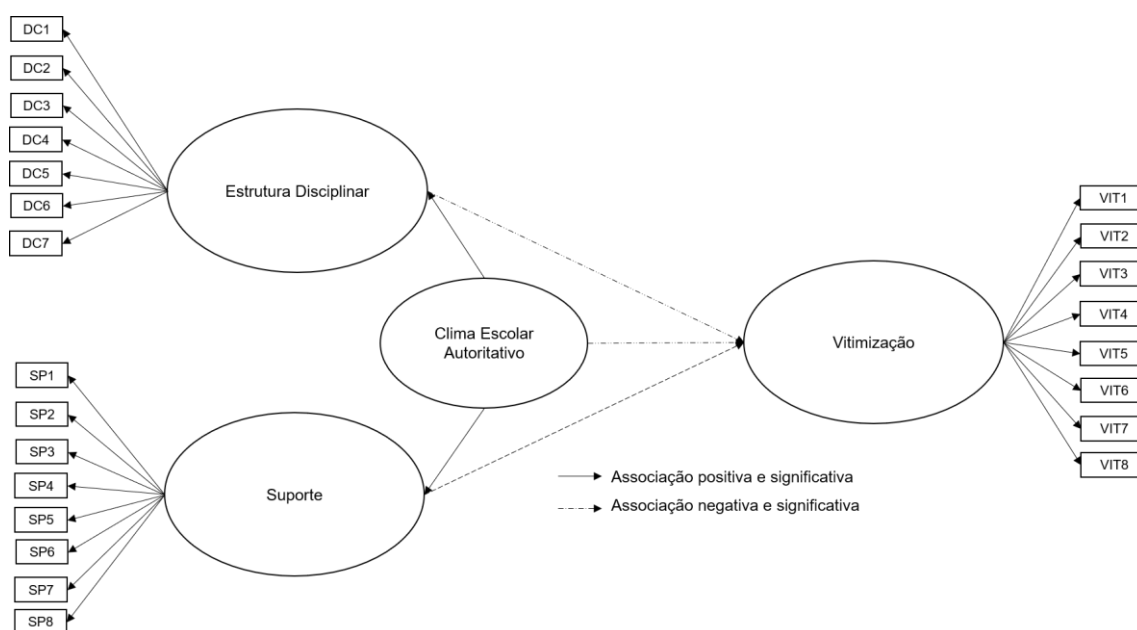 DC1
DC2
DC3
DC4
DC5
DC6
DC7
Estrutura Disciplinar
Clima Escolar
Autoritativo
SP1
SP2
SP3
SP4
SP5
SP6
SP7
SP8
Suporte
Vitimização
VIT1
VIT2
VIT3
VIT4
VIT5
VIT6
VIT7
VIT8
Associação positiva e significativa
Associação negativa e significativa